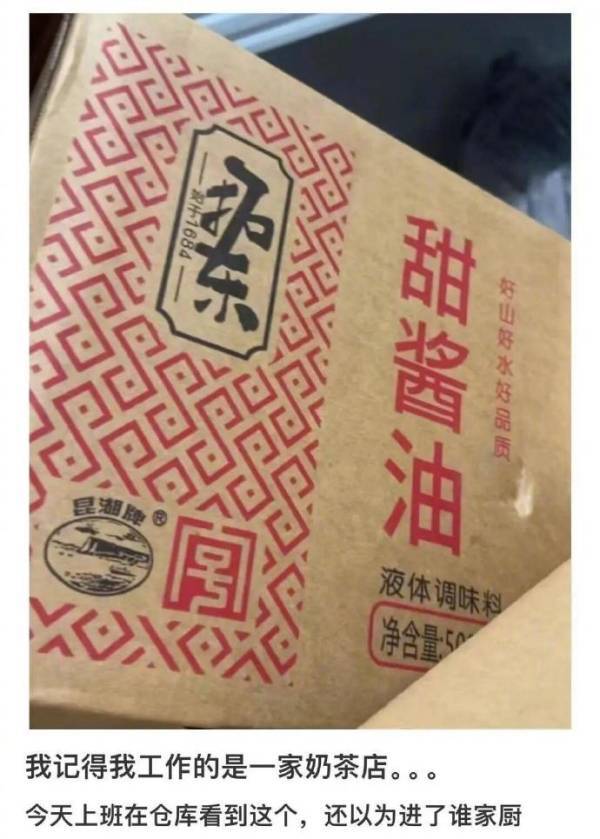 拓东
始于1684
甜酱油
好山好水好品质
昆湖牌®
液体调味料
净含量:50
我记得我工作的是一家奶茶店。。。
今天上班在仓库看到这个，还以为进了谁家厨